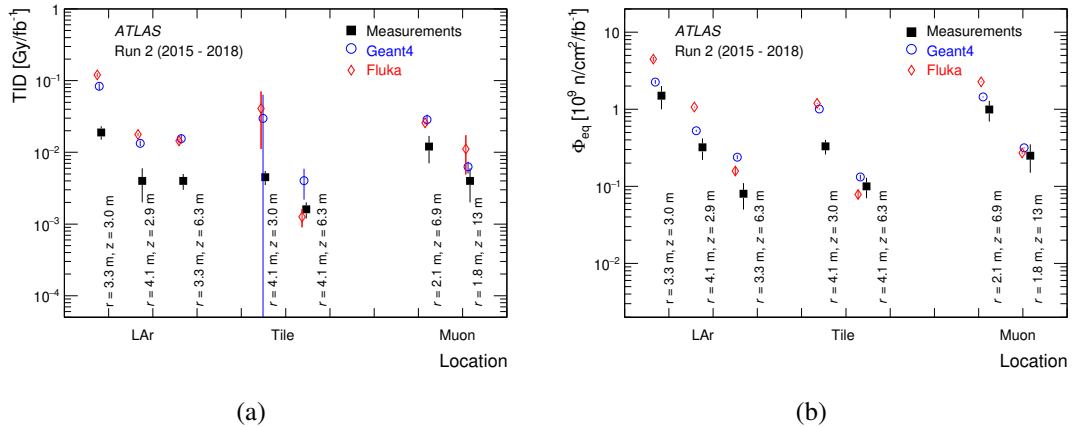 TID [Gy/fb⁻¹]
1
10⁻¹
10⁻²
10⁻³
10⁻⁴
ATLAS
Run 2 (2015 - 2018)
Measurements
Geant4
Fluka
r = 3.3 m, z = 3.0 m
r = 4.1 m, z = 2.9 m
r = 3.3 m, z = 6.3 m
r = 4.1 m, z = 3.0 m
r = 4.1 m, z = 6.3 m
r = 2.1 m, z = 6.9 m
r = 1.8 m, z = 13 m
LAr
Tile
Muon
Location
(a)
Φeq [10⁹ n/cm²/fb⁻¹]
10
1
10⁻¹
10⁻²
ATLAS
Run 2 (2015 - 2018)
Measurements
Geant4
Fluka
r = 3.3 m, z = 3.0 m
r = 4.1 m, z = 2.9 m
r = 3.3 m, z = 6.3 m
r = 4.1 m, z = 3.0 m
r = 4.1 m, z = 6.3 m
r = 2.1 m, z = 6.9 m
r = 1.8 m, z = 13 m
LAr
Tile
Muon
Location
(b)